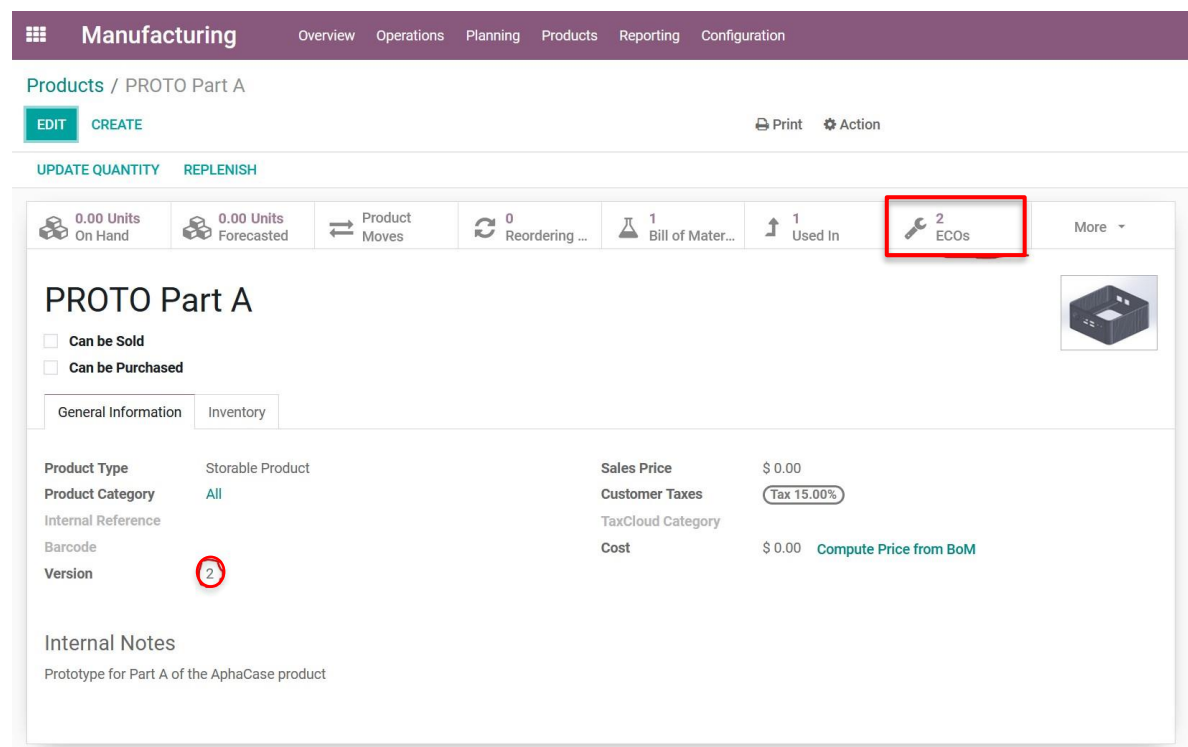 Manufacturing Overview Operations Planning Products Reporting Configuration
Products / PROTO Part A
EDIT CREATE Print Action
UPDATE QUANTITY REPLENISH
0.00 Units On Hand
0.00 Units Forecasted
Product Moves
0 Reordering ...
1 Bill of Mater...
1 Used In
2 ECOs
More
PROTO Part A
Can be Sold
Can be Purchased
General Information Inventory
Product Type Storable Product
Product Category All
Internal Reference
Barcode
Version 2
Sales Price $ 0.00
Customer Taxes Tax 15.00%
TaxCloud Category
Cost $ 0.00 Compute Price from BoM
Internal Notes
Prototype for Part A of the AphaCase product